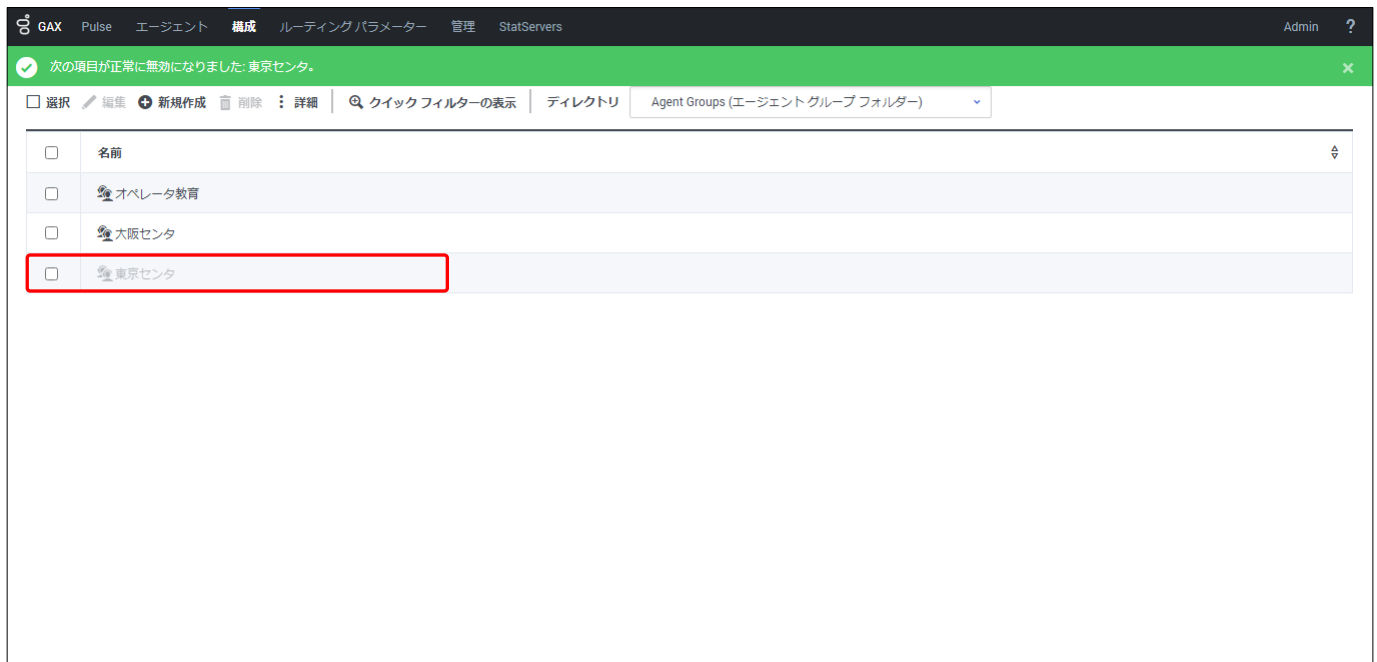 GAX Pulse エージェント 構成 ルーティング パラメーター 管理 StatServers Admin ?
次の項目が正常に無効になりました: 東京センタ。
選択 編集 新規作成 削除 詳細 クイック フィルターの表示 ディレクトリ Agent Groups (エージェント グループ フォルダー)
名前
オペレータ教育
大阪センタ
東京センタ